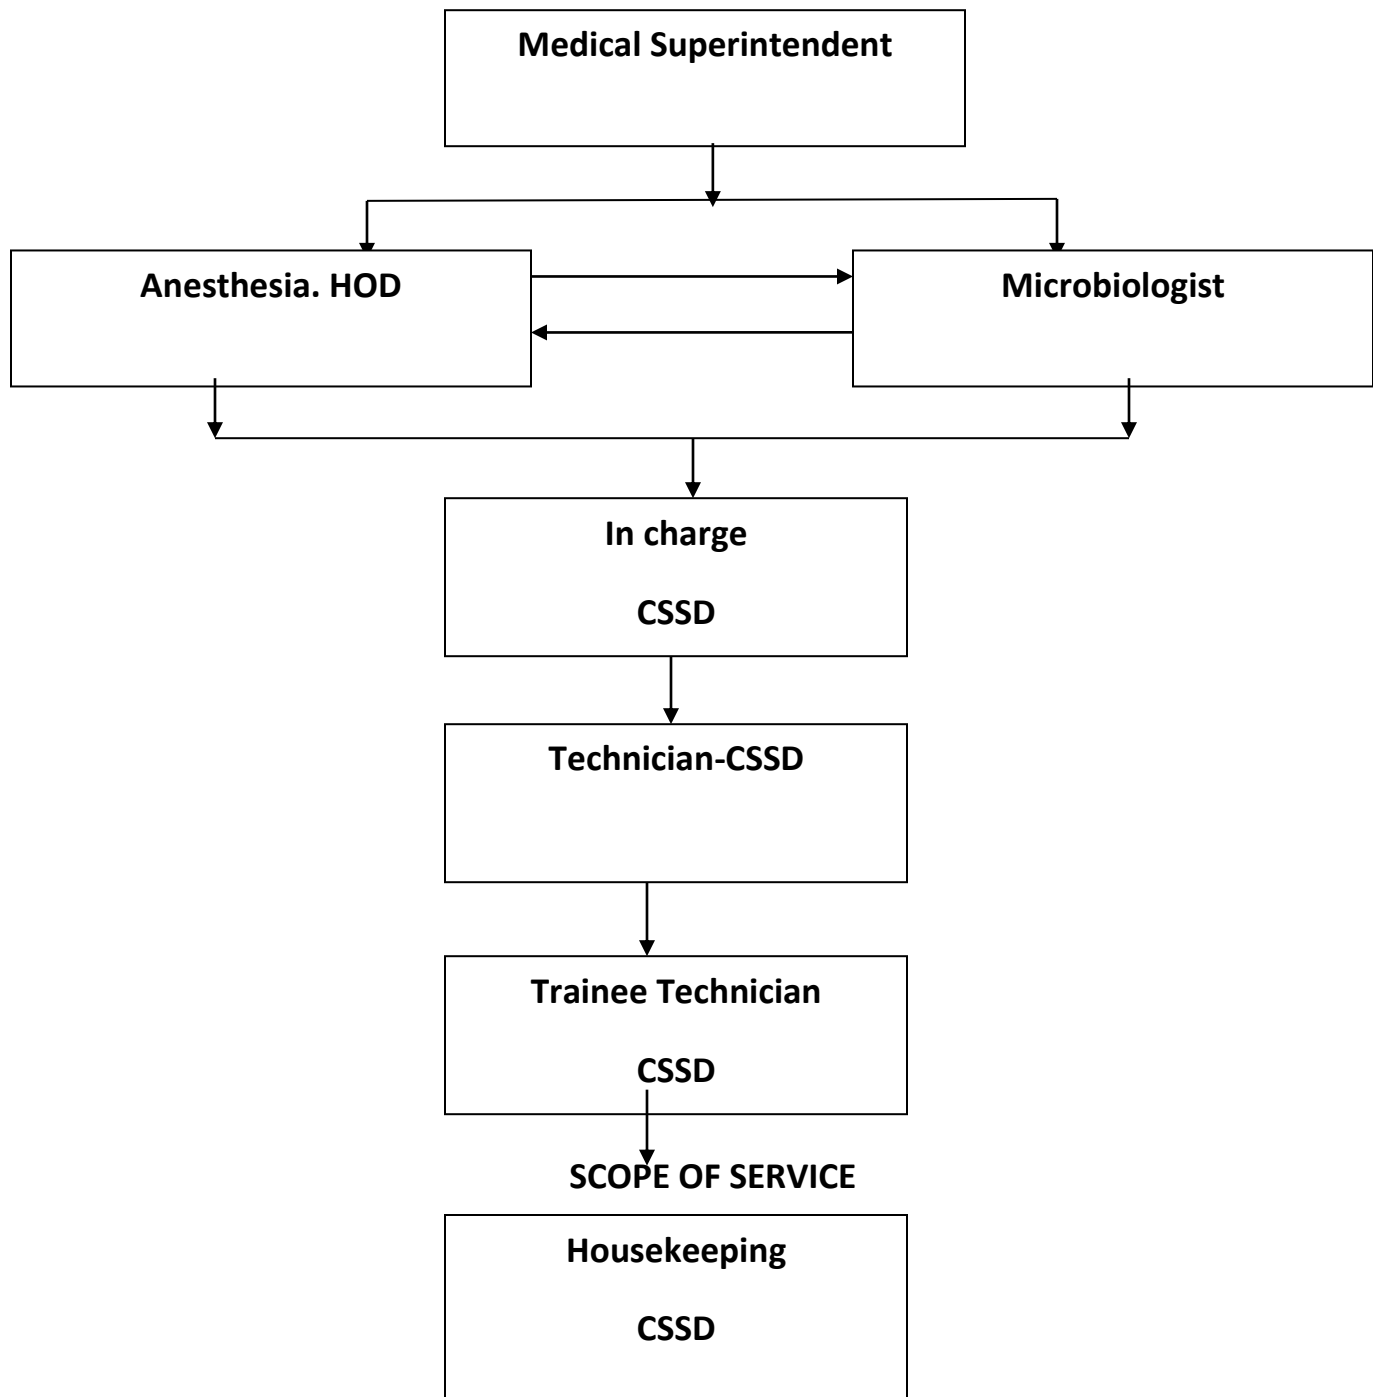 Medical Superintendent
Anesthesia. HOD
Microbiologist
In charge
CSSD
Technician-CSSD
Trainee Technician
CSSD
SCOPE OF SERVICE
Housekeeping
CSSD